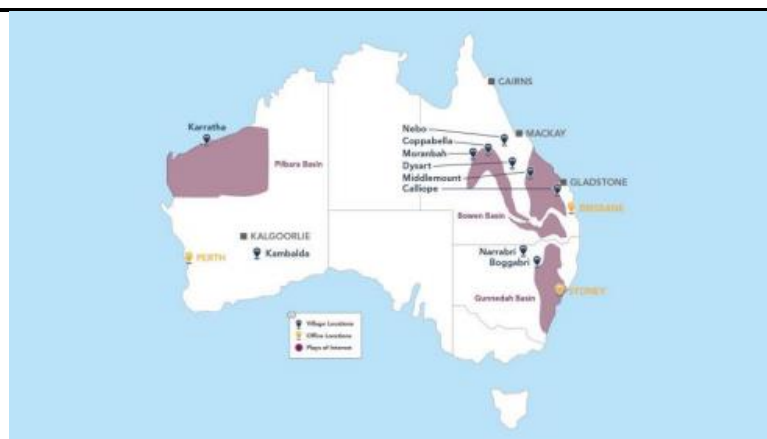 CAIRNS
Nebo
MACKAY
Karratha
Coppabella
Moranbah
Pilbara Basin
Dysart
Middlemount
GLADSTONE
Calliope
BRISBANE
Bowen Basin
KALGOORLIE
Kambalda
PERTH
Narrabri
Boggabri
SYDNEY
Gunnedah Basin
Village Locations
Office Locations
Plays of Interest